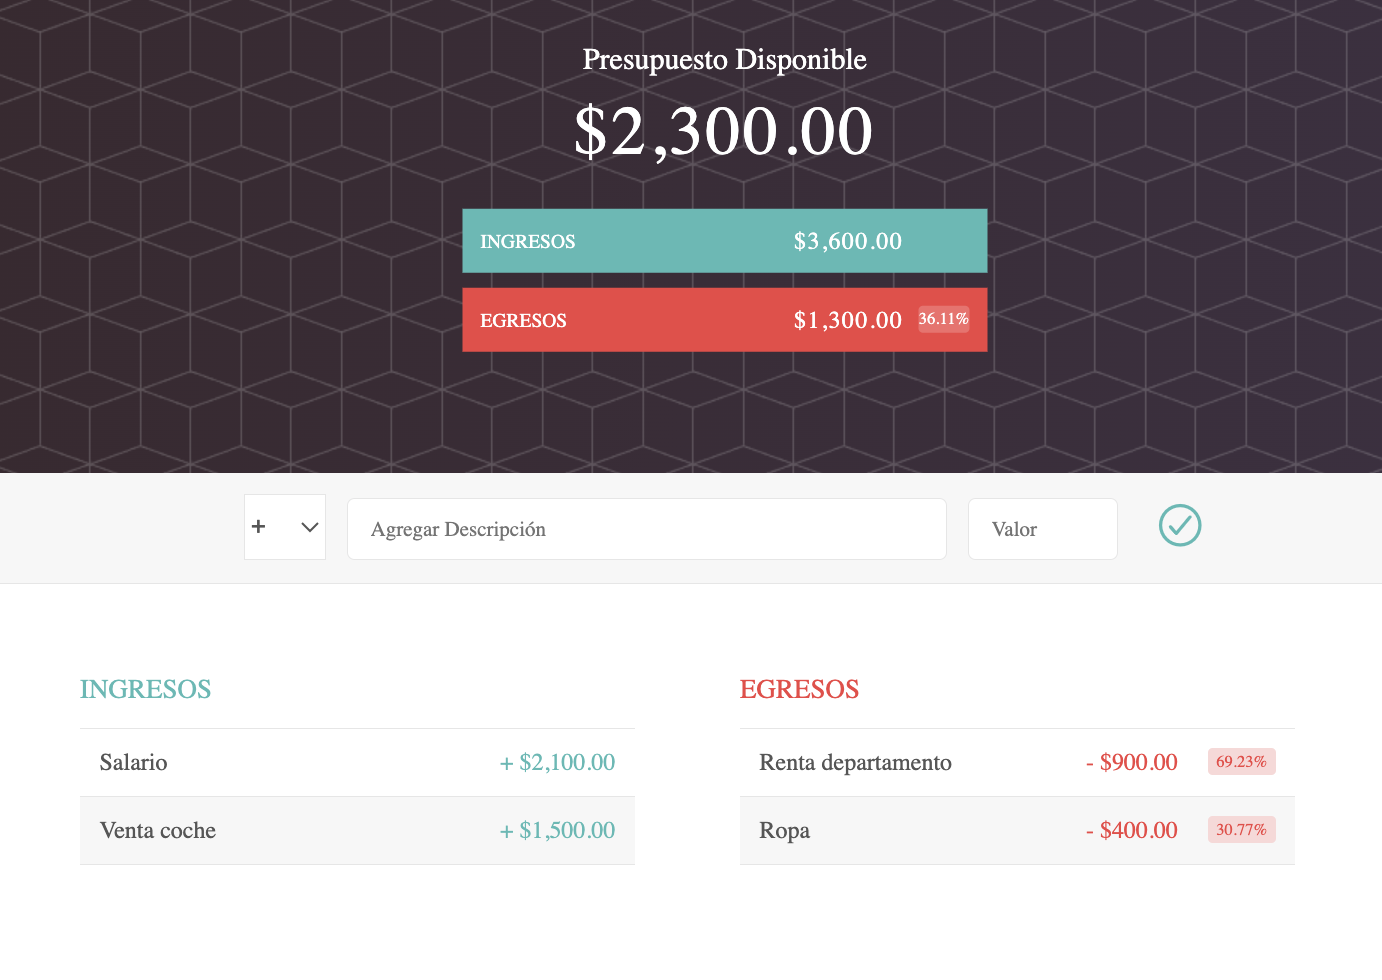 Presupuesto Disponible
$2,300.00
INGRESOS $3,600.00
EGRESOS $1,300.00 36.11%
+ Agregar Descripción Valor
INGRESOS
Salario + $2,100.00
Venta coche + $1,500.00
EGRESOS
Renta departamento - $900.00 69.23%
Ropa - $400.00 30.77%